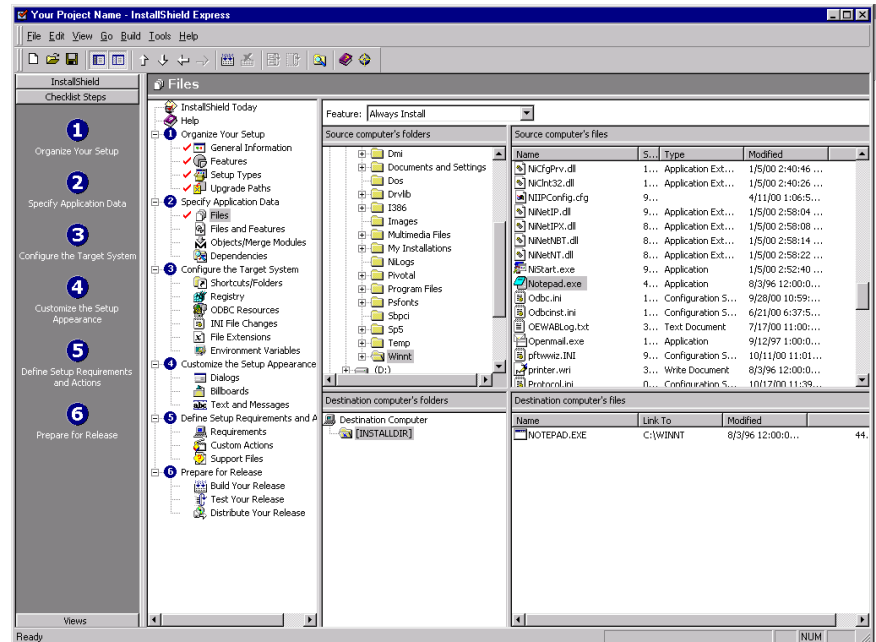 Your Project Name - InstallShield Express
File Edit View Go Build Tools Help
InstallShield
Checklist Steps
1
Organize Your Setup
2
Specify Application Data
3
Configure the Target System
4
Customize the Setup
Appearance
5
Define Setup Requirements
and Actions
6
Prepare for Release
Views
Files
InstallShield Today
Help
1 Organize Your Setup
General Information
Features
Setup Types
Upgrade Paths
2 Specify Application Data
Files
Files and Features
Objects/Merge Modules
Dependencies
3 Configure the Target System
Shortcuts/Folders
Registry
ODBC Resources
INI File Changes
File Extensions
Environment Variables
4 Customize the Setup Appearance
Dialogs
Billboards
abc Text and Messages
5 Define Setup Requirements and A
Requirements
Custom Actions
Support Files
6 Prepare for Release
Build Your Release
Test Your Release
Distribute Your Release
Feature: Always Install
Source computer's folders
Dmi
Documents and Settings
Dos
Drvlib
I386
Images
Multimedia Files
My Installations
NiLogs
Pivotal
Program Files
Psfonts
Sbpci
Sp5
Temp
Winnt
(D:)
Source computer's files
Name S... Type Modified
NiCfgPrv.dll 1... Application Ext... 1/5/00 2:40:46 ...
NiClnt32.dll 1... Application Ext... 1/5/00 2:40:26 ...
NIIPConfig.cfg 9... 4/11/00 1:06:5...
NiNetIP.dll 9... Application Ext... 1/5/00 2:58:04 ...
NiNetIPX.dll 8... Application Ext... 1/5/00 2:58:08 ...
NiNetNBT.dll 8... Application Ext... 1/5/00 2:58:14 ...
NiNetNT.dll 8... Application Ext... 1/5/00 2:58:22 ...
NiStart.exe 9... Application 1/5/00 2:52:40 ...
Notepad.exe 4... Application 8/3/96 12:00:0...
Odbc.ini 1... Configuration S... 9/28/00 10:59:...
Odbcinst.ini 1... Configuration S... 6/21/00 6:37:5...
OEWABLog.txt 3... Text Document 7/17/00 11:00:...
Openmail.exe 1... Application 9/12/97 1:00:0...
pftwwiz.INI 9... Configuration S... 10/11/00 11:01...
printer.wri 3... Write Document 8/3/96 12:00:0...
Protocol.ini 0... Configuration S... 10/17/00 11:39...
Destination computer's folders
Destination Computer
[INSTALLDIR]
Destination computer's files
Name Link To Modified
NOTEPAD.EXE C:\WINNT 8/3/96 12:00:0... 44.
Ready NUM